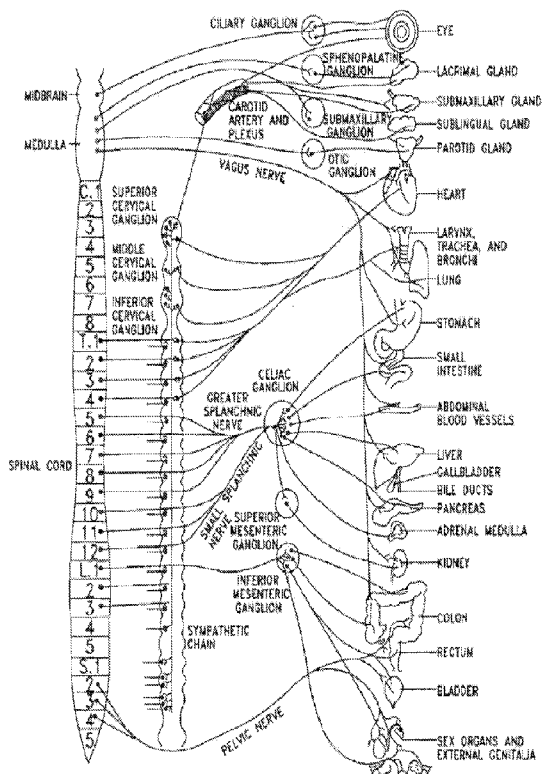 CILIARY GANGLION
EYE
SPHENOPALATINE
GANGLION
LACRIMAL GLAND
MIDBRAIN
CAROTID
ARTERY AND
PLEXUS
SUBMAXILLARY
GANGLION
SUBMAXILLARY GLAND
SUBLINGUAL GLAND
MEDULLA
OTIC
GANGLION
PAROTID GLAND
VAGUS NERVE
C.1
2
3
4
5
6
7
8
T.1
2
3
4
5
6
7
8
9
10
11
12
L.1
2
3
4
5
S.1
2
3
4
5
SPINAL CORD
SUPERIOR
CERVICAL
GANGLION
MIDDLE
CERVICAL
GANGLION
INFERIOR
CERVICAL
GANGLION
HEART
LARYNX,
TRACHEA, AND
BRONCHI
LUNG
STOMACH
SMALL
INTESTINE
CELIAC
GANGLION
GREATER
SPLANCHNIC
NERVE
ABDOMINAL
BLOOD VESSELS
LIVER
GALLBLADDER
BILE DUCTS
PANCREAS
SMALL SPLANCHNIC
NERVE
SUPERIOR
MESENTERIC
GANGLION
ADRENAL MEDULLA
KIDNEY
INFERIOR
MESENTERIC
GANGLION
COLON
SYMPATHETIC
CHAIN
RECTUM
BLADDER
PELVIC NERVE
SEX ORGANS AND
EXTERNAL GENITALIA